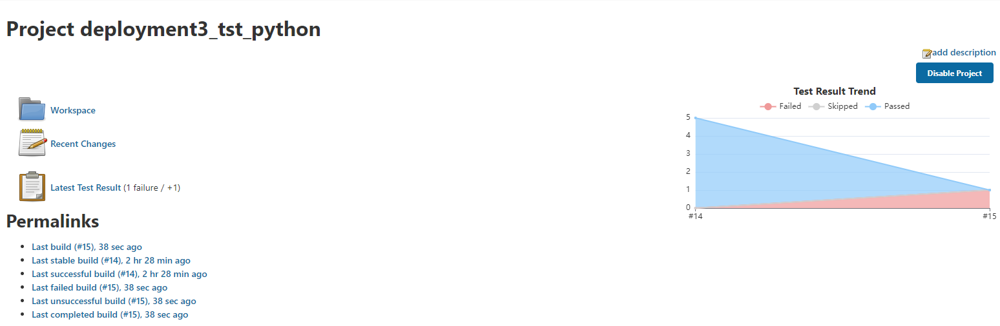 Project deployment3_tst_python
add description
Disable Project
Workspace
Recent Changes
Latest Test Result (1 failure / +1)
Test Result Trend
Failed Skipped Passed
5
4
3
2
1
0
#14 #15
Permalinks
Last build (#15), 38 sec ago
Last stable build (#14), 2 hr 28 min ago
Last successful build (#14), 2 hr 28 min ago
Last failed build (#15), 38 sec ago
Last unsuccessful build (#15), 38 sec ago
Last completed build (#15), 38 sec ago